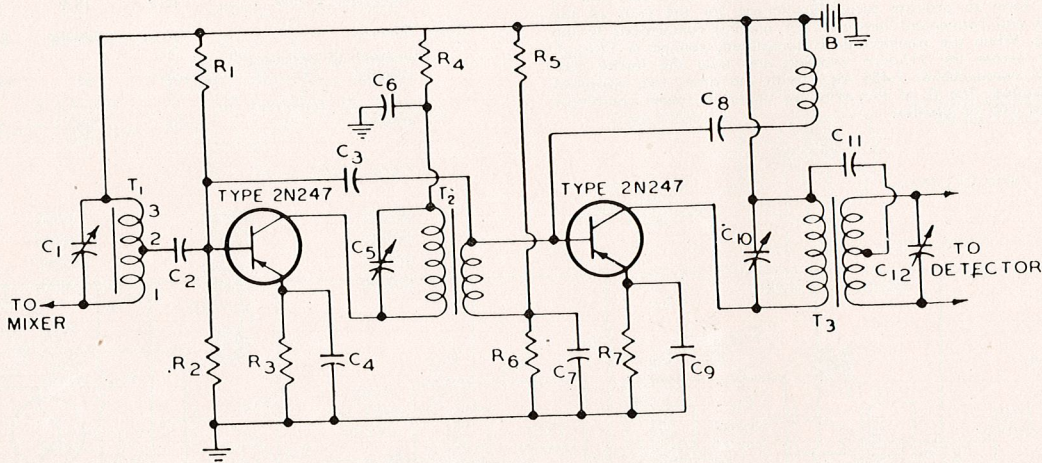 B
R1
R4
R5
C6
C8
C11
C3
TYPE 2N247
TYPE 2N247
T1
T2
3
C1
2
C2
C5
C10
C12
TO
DETECTOR
1
TO
MIXER
T3
R2
R3
C4
R6
C7
R7
C9